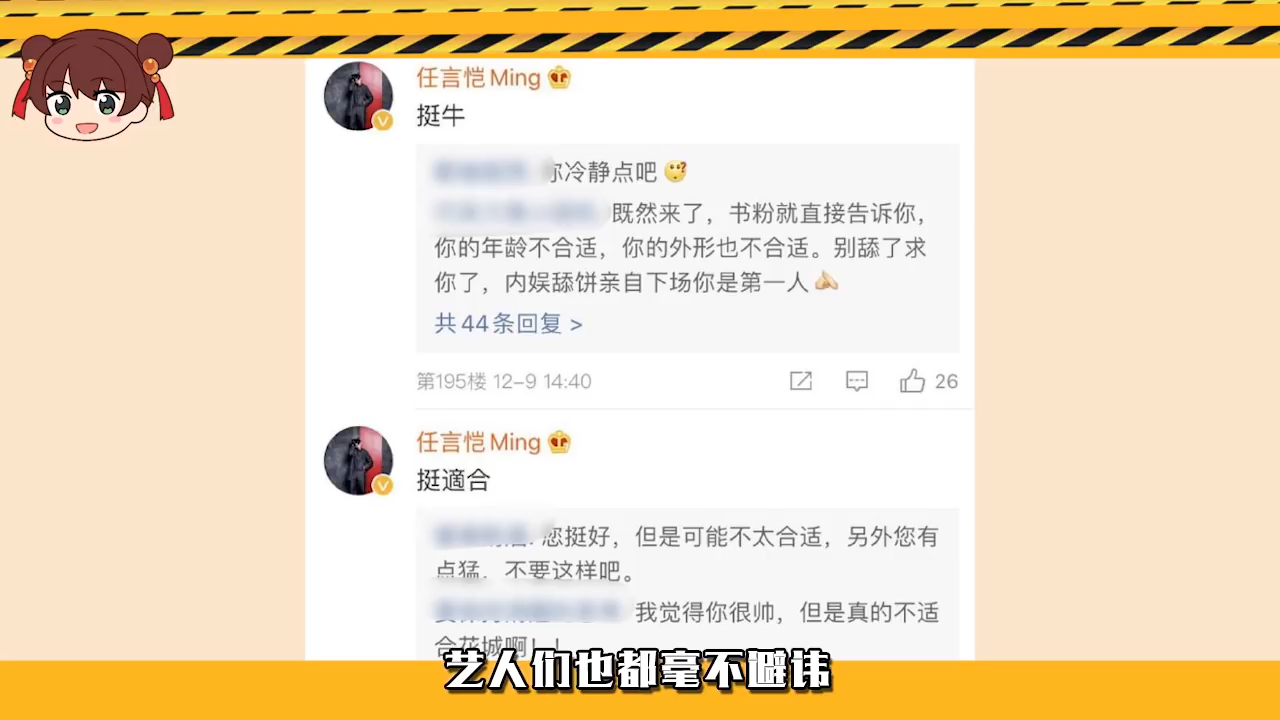 任言恺Ming
挺牛
你冷静点吧
既然来了，书粉就直接告诉你，
你的年龄不合适，你的外形也不合适。别舔了求
你了，内娱舔饼亲自下场你是第一人
共44条回复 >
第195楼 12-9 14:40
26
任言恺Ming
挺適合
您挺好，但是可能不太合适，另外您有
点猛，不要这样吧。
我觉得你很帅，但是真的不适
合花城啊！！
艺人们也都毫不避讳